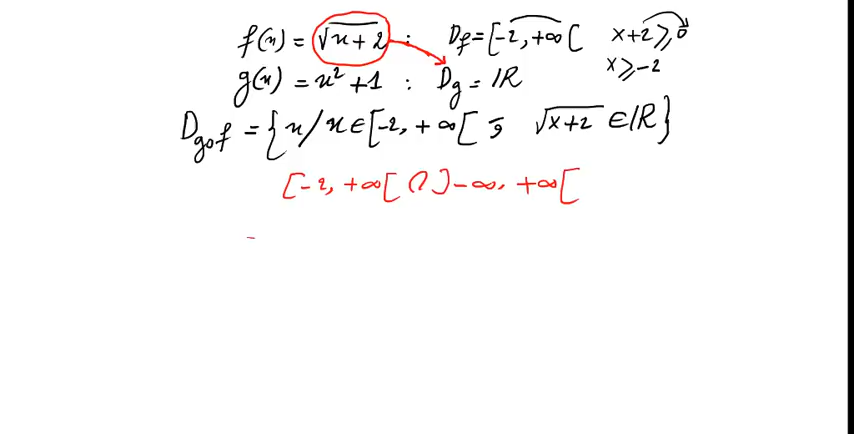 f(x) = √x+2 : Df = [-2, +∞[ x+2 ⩾ 0
g(x) = x² + 1 : Dg = IR x ⩾ -2
Dgof = {x / x ∈ [-2, +∞[ و √x+2 ∈ IR}
[-2, +∞[ ∩ ]-∞, +∞[